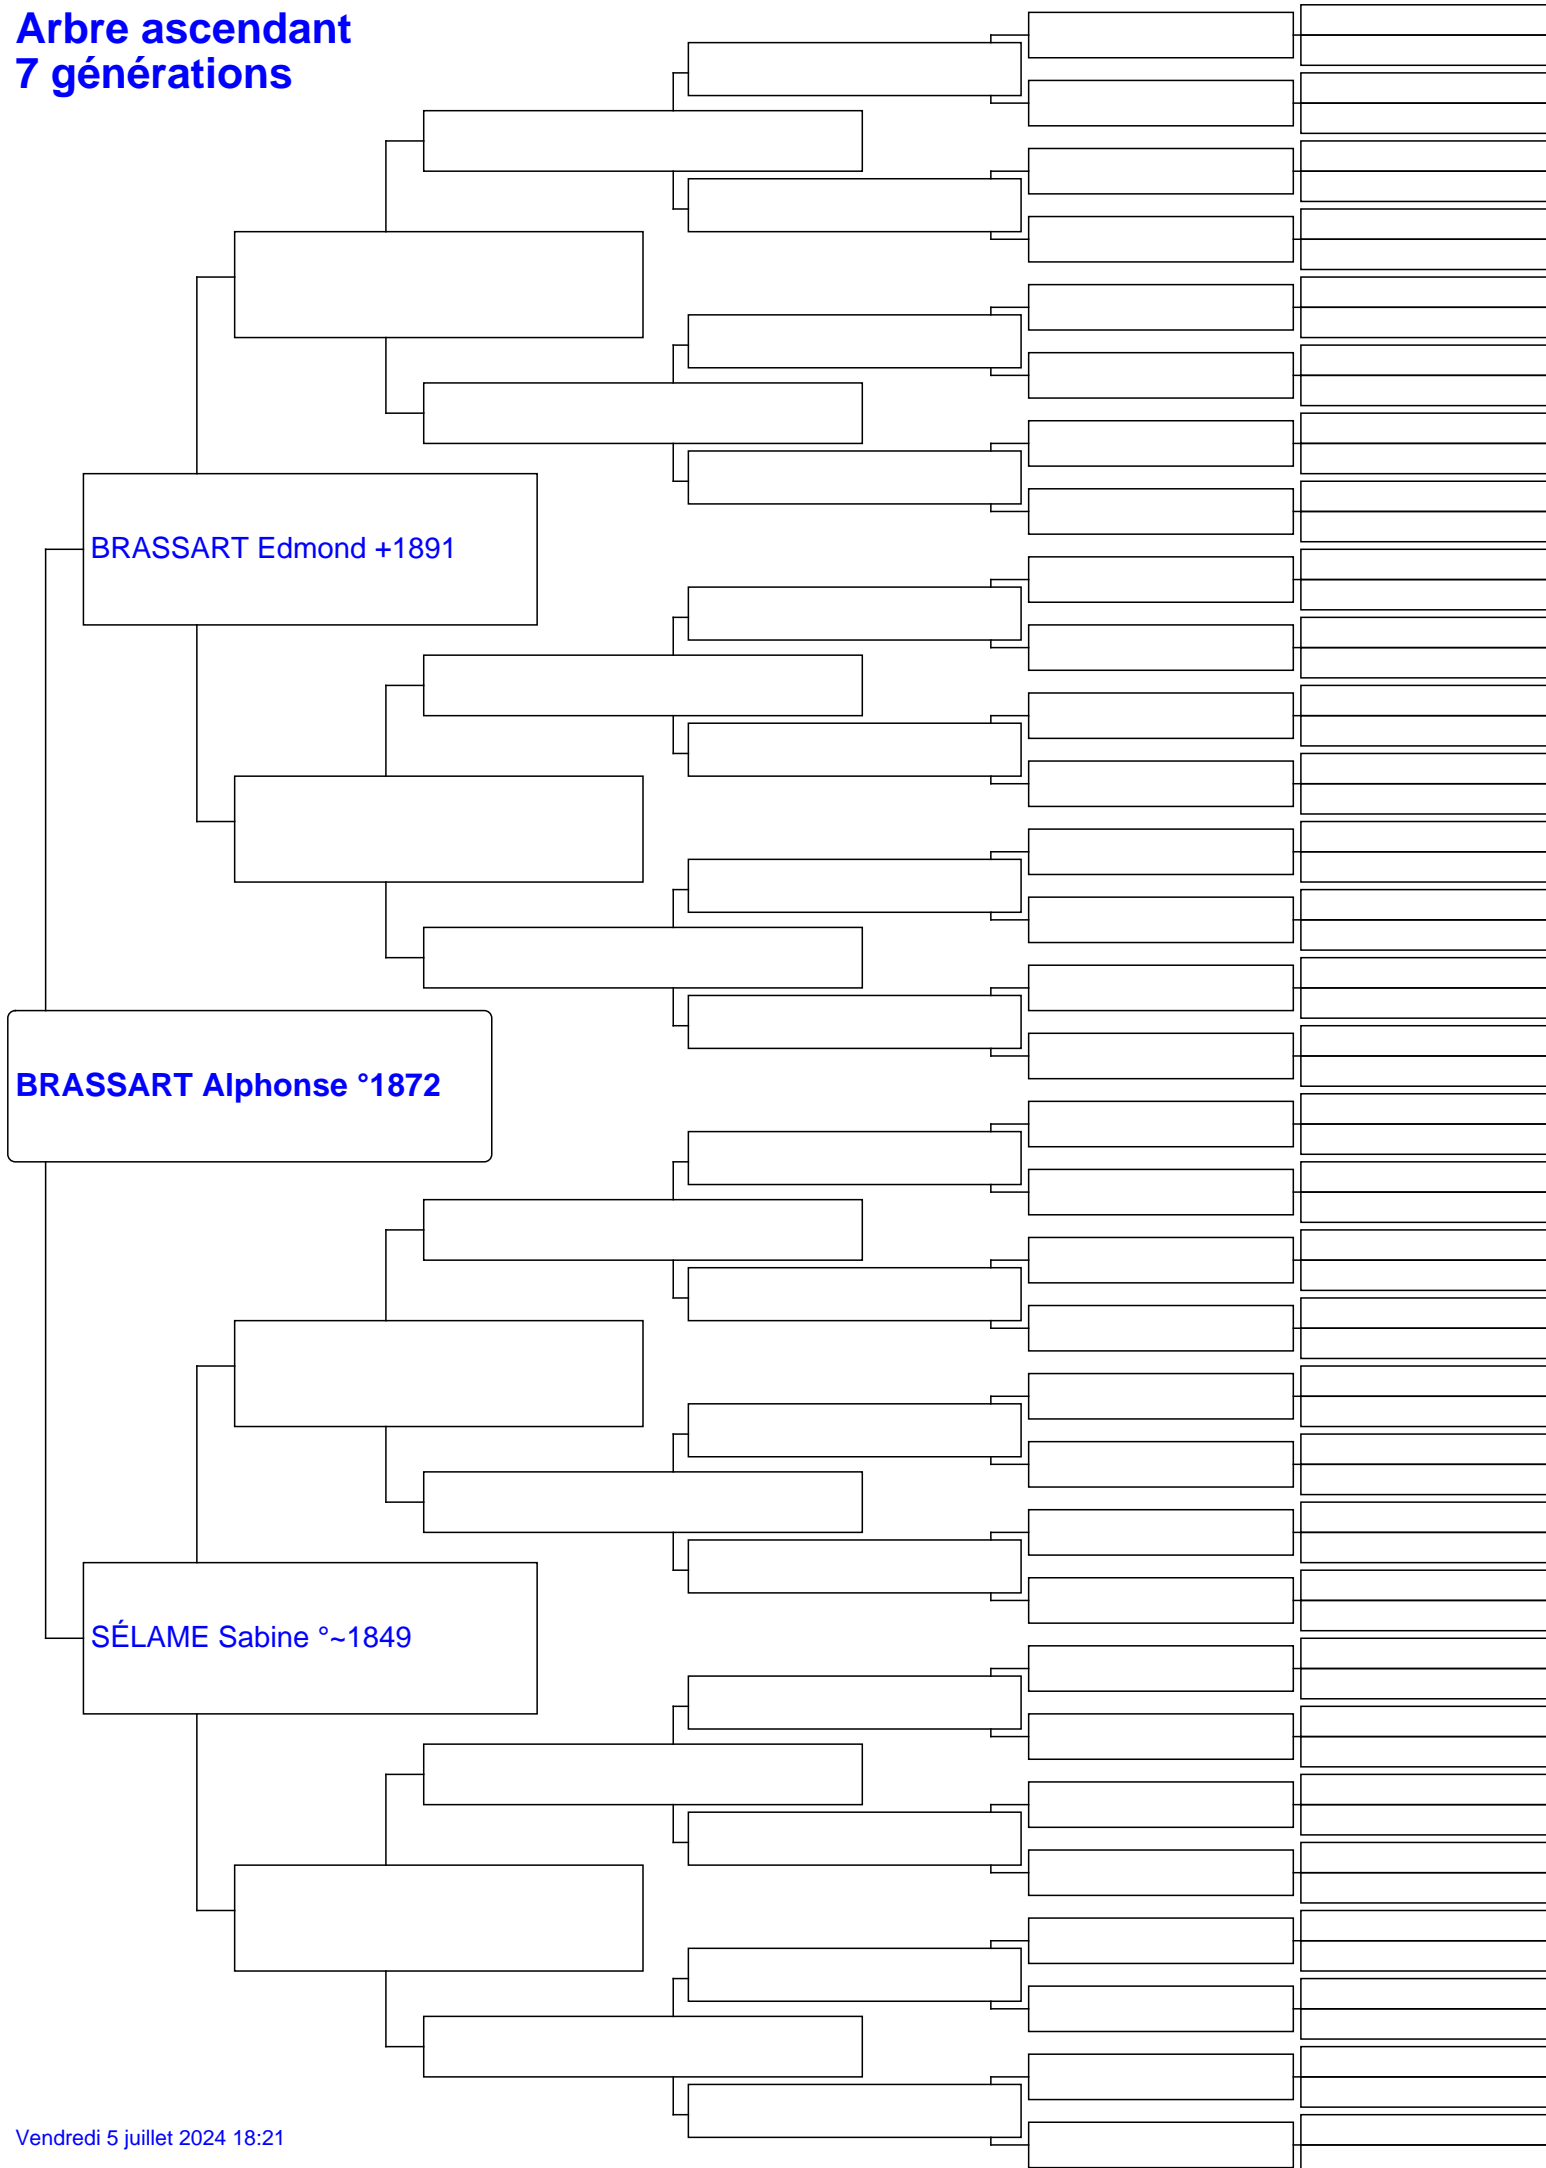 Arbre ascendant
7 générations
BRASSART Edmond +1891
BRASSART Alphonse °1872
SÉLAME Sabine °~1849
Vendredi 5 juillet 2024 18:21